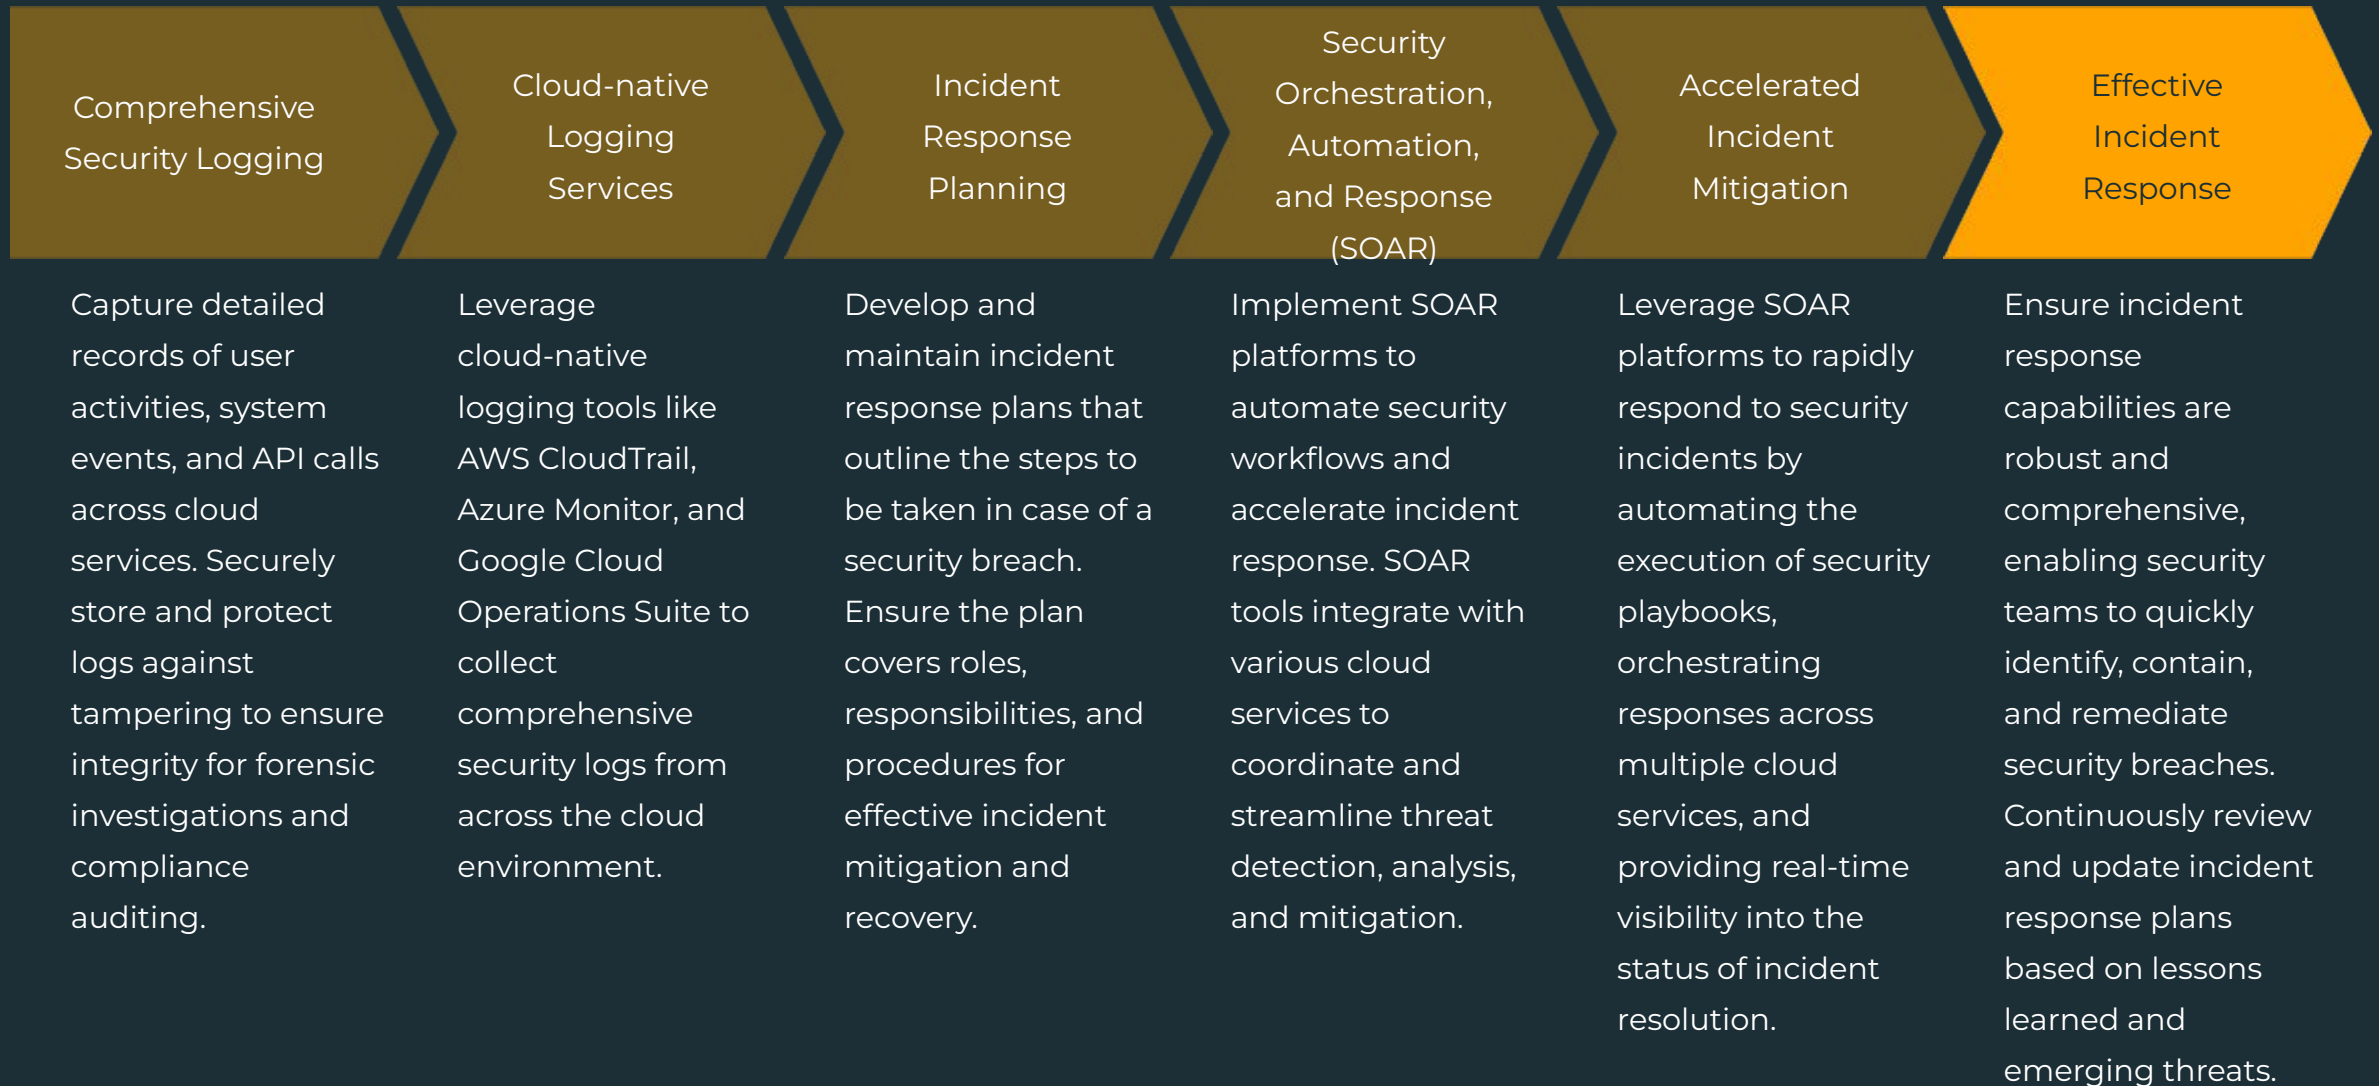 Comprehensive
Security Logging
Capture detailed
records of user
activities, system
events, and API calls
across cloud
services. Securely
store and protect
logs against
tampering to ensure
integrity for forensic
investigations and
compliance
auditing.
Cloud-native
Logging
Services
Leverage
cloud-native
logging tools like
AWS CloudTrail,
Azure Monitor, and
Google Cloud
Operations Suite to
collect
comprehensive
security logs from
across the cloud
environment.
Incident
Response
Planning
Develop and
maintain incident
response plans that
outline the steps to
be taken in case of a
security breach.
Ensure the plan
covers roles,
responsibilities, and
procedures for
effective incident
mitigation and
recovery.
Security
Orchestration,
Automation,
and Response
(SOAR)
Implement SOAR
platforms to
automate security
workflows and
accelerate incident
response. SOAR
tools integrate with
various cloud
services to
coordinate and
streamline threat
detection, analysis,
and mitigation.
Accelerated
Incident
Mitigation
Leverage SOAR
platforms to rapidly
respond to security
incidents by
automating the
execution of security
playbooks,
orchestrating
responses across
multiple cloud
services, and
providing real-time
visibility into the
status of incident
resolution.
Effective
Incident
Response
Ensure incident
response
capabilities are
robust and
comprehensive,
enabling security
teams to quickly
identify, contain,
and remediate
security breaches.
Continuously review
and update incident
response plans
based on lessons
learned and
emerging threats.